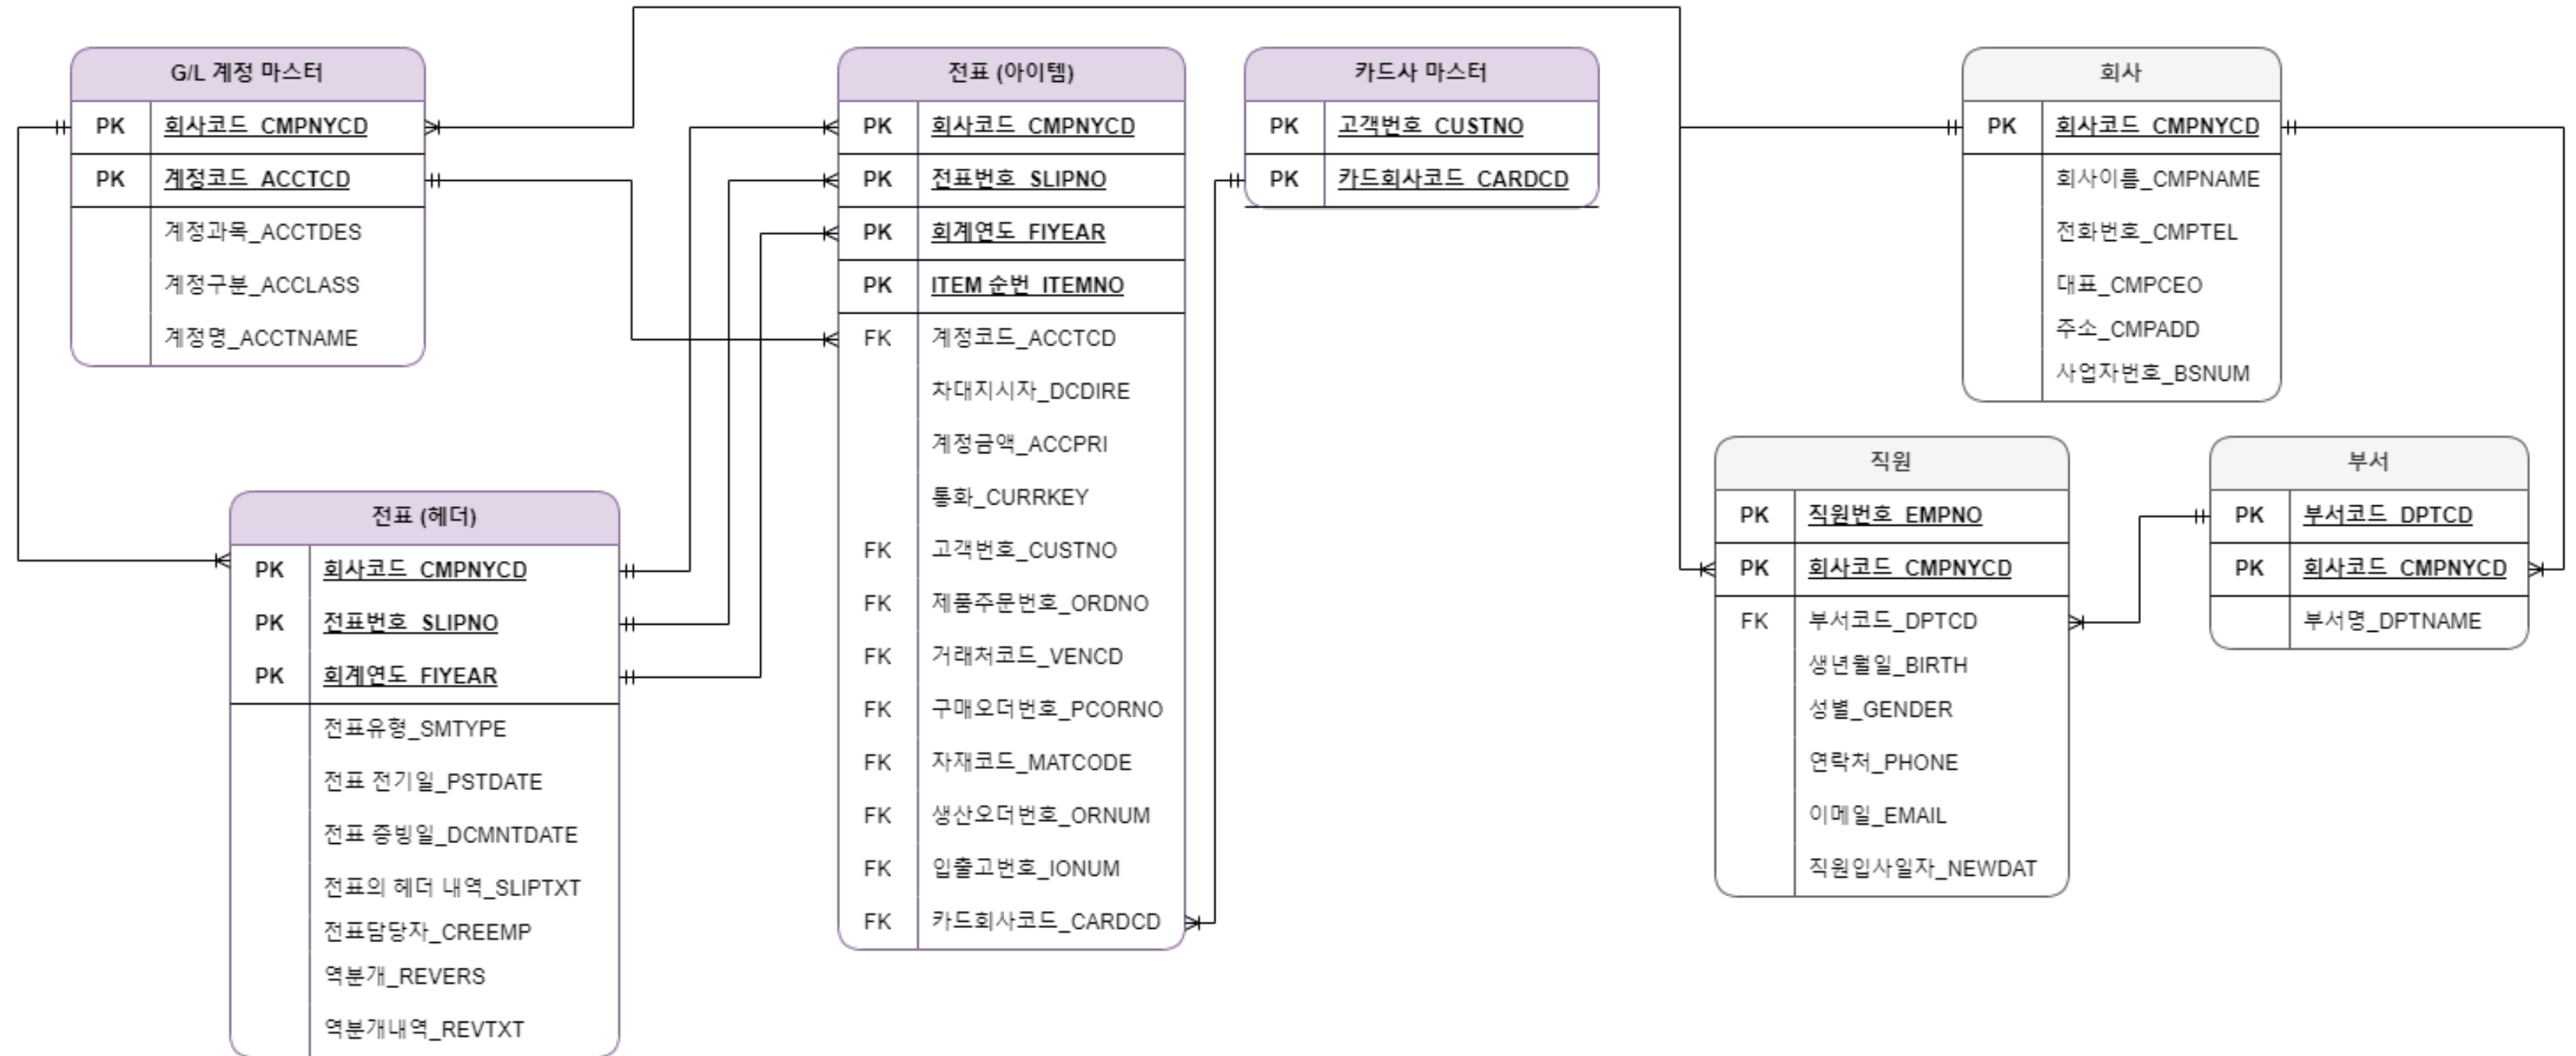 G/L 계정 마스터
PK 회사코드_CMPNYCD
PK 계정코드_ACCTCD
계정과목_ACCTDES
계정구분_ACCLASS
계정명_ACCTNAME
전표 (헤더)
PK 회사코드_CMPNYCD
PK 전표번호_SLIPNO
PK 회계연도_FIYEAR
전표유형_SMTYPE
전표 전기일_PSTDATE
전표 증빙일_DCMNTDATE
전표의 헤더 내역_SLIPTXT
전표담당자_CREEMP
역분개_REVERS
역분개내역_REVTXT
전표 (아이템)
PK 회사코드_CMPNYCD
PK 전표번호_SLIPNO
PK 회계연도_FIYEAR
PK ITEM 순번_ITEMNO
FK 계정코드_ACCTCD
차대지시자_DCDIRE
계정금액_ACCPRI
통화_CURRKEY
FK 고객번호_CUSTNO
FK 제품주문번호_ORDNO
FK 거래처코드_VENCD
FK 구매오더번호_PCORNO
FK 자재코드_MATCODE
FK 생산오더번호_ORNUM
FK 입출고번호_IONUM
FK 카드회사코드_CARDCD
카드사 마스터
PK 고객번호_CUSTNO
PK 카드회사코드_CARDCD
회사
PK 회사코드_CMPNYCD
회사이름_CMPNAME
전화번호_CMPTEL
대표_CMPCEO
주소_CMPADD
사업자번호_BSNUM
직원
PK 직원번호_EMPNO
PK 회사코드_CMPNYCD
FK 부서코드_DPTCD
생년월일_BIRTH
성별_GENDER
연락처_PHONE
이메일_EMAIL
직원입사일자_NEWDAT
부서
PK 부서코드_DPTCD
PK 회사코드_CMPNYCD
부서명_DPTNAME